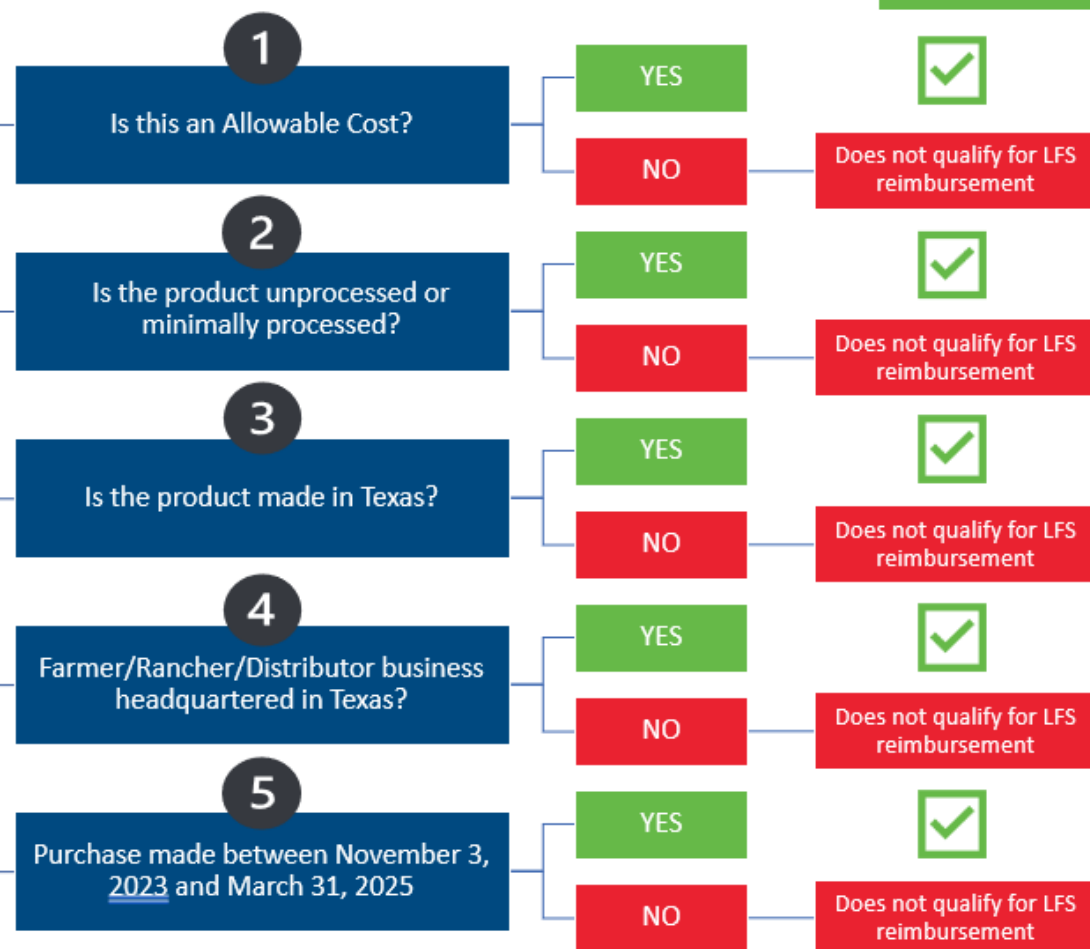 1
Is this an Allowable Cost?
YES
NO
Does not qualify for LFS
reimbursement
2
Is the product unprocessed or
minimally processed?
YES
NO
Does not qualify for LFS
reimbursement
3
Is the product made in Texas?
YES
NO
Does not qualify for LFS
reimbursement
4
Farmer/Rancher/Distributor business
headquartered in Texas?
YES
NO
Does not qualify for LFS
reimbursement
5
Purchase made between November 3,
2023 and March 31, 2025
YES
NO
Does not qualify for LFS
reimbursement